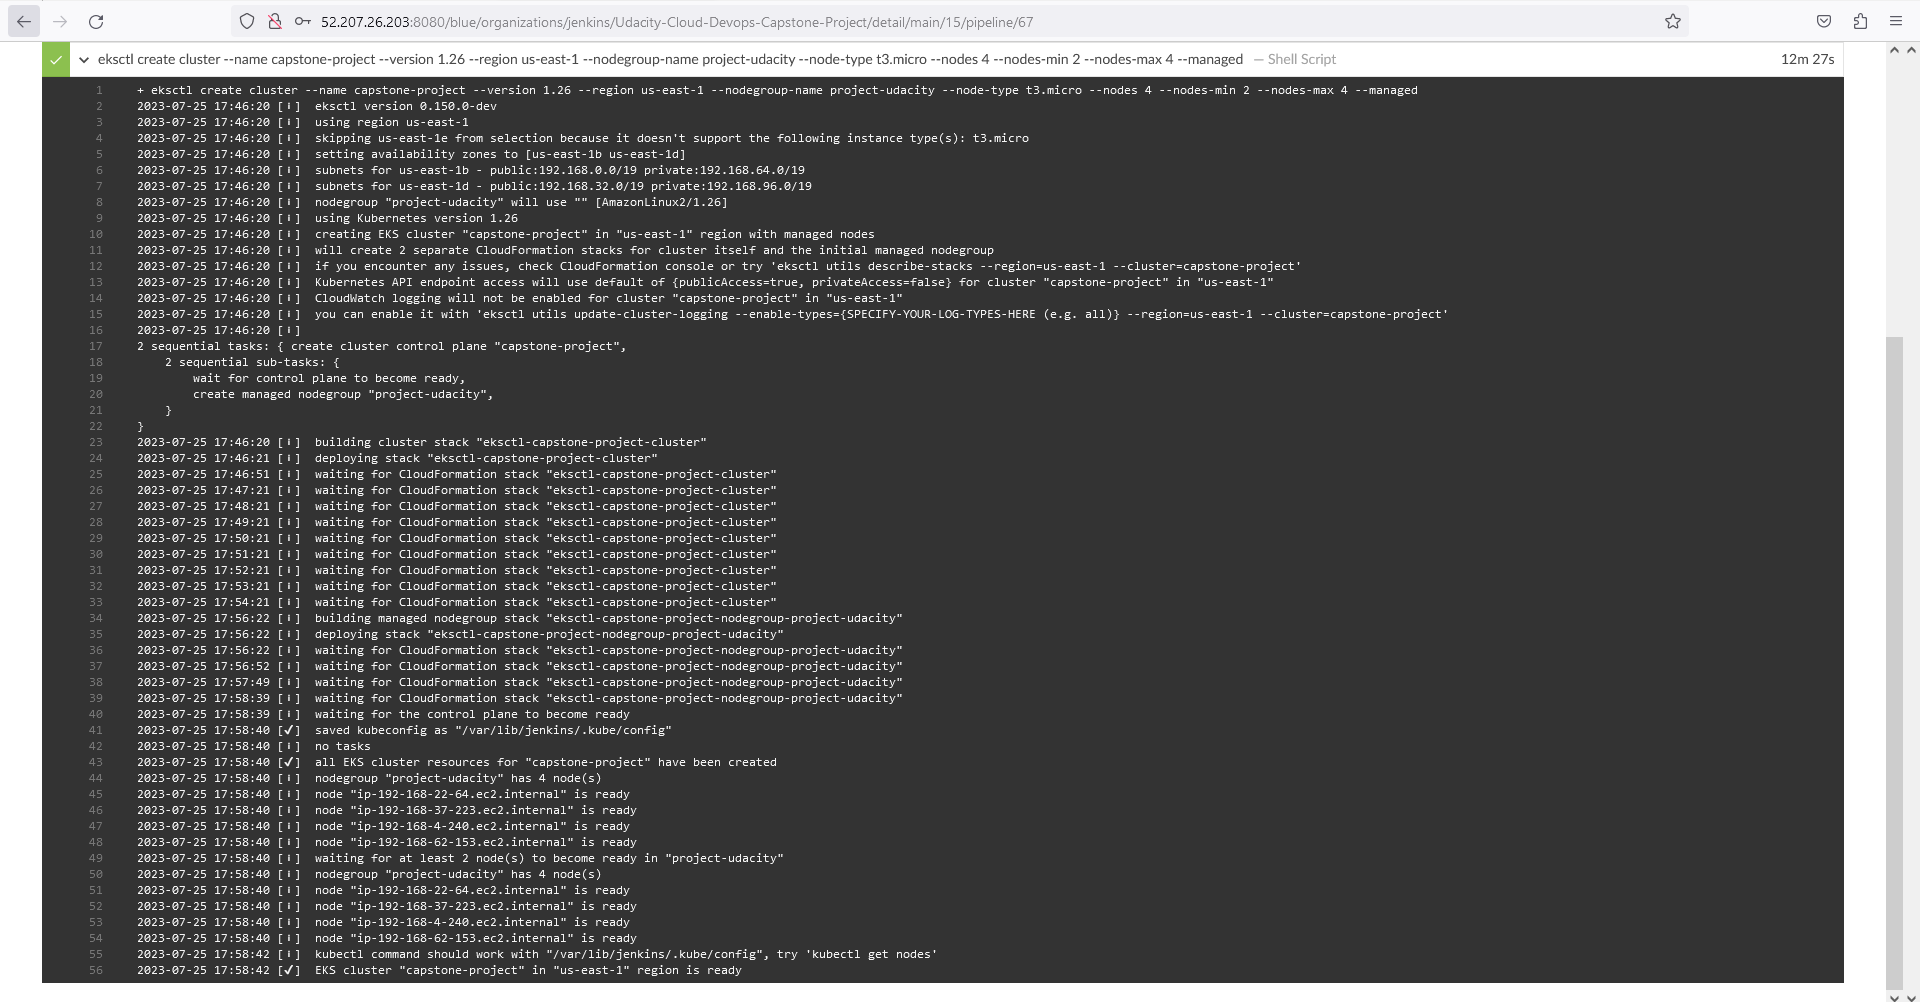 52.207.26.203:8080/blue/organizations/jenkins/Udacity-Cloud-Devops-Capstone-Project/detail/main/15/pipeline/67
eksctl create cluster --name capstone-project --version 1.26 --region us-east-1 --nodegroup-name project-udacity --node-type t3.micro --nodes 4 --nodes-min 2 --nodes-max 4 --managed — Shell Script 12m 27s
1 + eksctl create cluster --name capstone-project --version 1.26 --region us-east-1 --nodegroup-name project-udacity --node-type t3.micro --nodes 4 --nodes-min 2 --nodes-max 4 --managed
2 2023-07-25 17:46:20 [ℹ] eksctl version 0.150.0-dev
3 2023-07-25 17:46:20 [ℹ] using region us-east-1
4 2023-07-25 17:46:20 [ℹ] skipping us-east-1e from selection because it doesn't support the following instance type(s): t3.micro
5 2023-07-25 17:46:20 [ℹ] setting availability zones to [us-east-1b us-east-1d]
6 2023-07-25 17:46:20 [ℹ] subnets for us-east-1b - public:192.168.0.0/19 private:192.168.64.0/19
7 2023-07-25 17:46:20 [ℹ] subnets for us-east-1d - public:192.168.32.0/19 private:192.168.96.0/19
8 2023-07-25 17:46:20 [ℹ] nodegroup "project-udacity" will use "" [AmazonLinux2/1.26]
9 2023-07-25 17:46:20 [ℹ] using Kubernetes version 1.26
10 2023-07-25 17:46:20 [ℹ] creating EKS cluster "capstone-project" in "us-east-1" region with managed nodes
11 2023-07-25 17:46:20 [ℹ] will create 2 separate CloudFormation stacks for cluster itself and the initial managed nodegroup
12 2023-07-25 17:46:20 [ℹ] if you encounter any issues, check CloudFormation console or try 'eksctl utils describe-stacks --region=us-east-1 --cluster=capstone-project'
13 2023-07-25 17:46:20 [ℹ] Kubernetes API endpoint access will use default of {publicAccess=true, privateAccess=false} for cluster "capstone-project" in "us-east-1"
14 2023-07-25 17:46:20 [ℹ] CloudWatch logging will not be enabled for cluster "capstone-project" in "us-east-1"
15 2023-07-25 17:46:20 [ℹ] you can enable it with 'eksctl utils update-cluster-logging --enable-types={SPECIFY-YOUR-LOG-TYPES-HERE (e.g. all)} --region=us-east-1 --cluster=capstone-project'
16 2023-07-25 17:46:20 [ℹ]
17 2 sequential tasks: { create cluster control plane "capstone-project",
18 2 sequential sub-tasks: {
19 wait for control plane to become ready,
20 create managed nodegroup "project-udacity",
21 }
22 }
23 2023-07-25 17:46:20 [ℹ] building cluster stack "eksctl-capstone-project-cluster"
24 2023-07-25 17:46:21 [ℹ] deploying stack "eksctl-capstone-project-cluster"
25 2023-07-25 17:46:51 [ℹ] waiting for CloudFormation stack "eksctl-capstone-project-cluster"
26 2023-07-25 17:47:21 [ℹ] waiting for CloudFormation stack "eksctl-capstone-project-cluster"
27 2023-07-25 17:48:21 [ℹ] waiting for CloudFormation stack "eksctl-capstone-project-cluster"
28 2023-07-25 17:49:21 [ℹ] waiting for CloudFormation stack "eksctl-capstone-project-cluster"
29 2023-07-25 17:50:21 [ℹ] waiting for CloudFormation stack "eksctl-capstone-project-cluster"
30 2023-07-25 17:51:21 [ℹ] waiting for CloudFormation stack "eksctl-capstone-project-cluster"
31 2023-07-25 17:52:21 [ℹ] waiting for CloudFormation stack "eksctl-capstone-project-cluster"
32 2023-07-25 17:53:21 [ℹ] waiting for CloudFormation stack "eksctl-capstone-project-cluster"
33 2023-07-25 17:54:21 [ℹ] waiting for CloudFormation stack "eksctl-capstone-project-cluster"
34 2023-07-25 17:56:22 [ℹ] building managed nodegroup stack "eksctl-capstone-project-nodegroup-project-udacity"
35 2023-07-25 17:56:22 [ℹ] deploying stack "eksctl-capstone-project-nodegroup-project-udacity"
36 2023-07-25 17:56:22 [ℹ] waiting for CloudFormation stack "eksctl-capstone-project-nodegroup-project-udacity"
37 2023-07-25 17:56:52 [ℹ] waiting for CloudFormation stack "eksctl-capstone-project-nodegroup-project-udacity"
38 2023-07-25 17:57:49 [ℹ] waiting for CloudFormation stack "eksctl-capstone-project-nodegroup-project-udacity"
39 2023-07-25 17:58:39 [ℹ] waiting for CloudFormation stack "eksctl-capstone-project-nodegroup-project-udacity"
40 2023-07-25 17:58:39 [ℹ] waiting for the control plane to become ready
41 2023-07-25 17:58:40 [✔] saved kubeconfig as "/var/lib/jenkins/.kube/config"
42 2023-07-25 17:58:40 [ℹ] no tasks
43 2023-07-25 17:58:40 [✔] all EKS cluster resources for "capstone-project" have been created
44 2023-07-25 17:58:40 [ℹ] nodegroup "project-udacity" has 4 node(s)
45 2023-07-25 17:58:40 [ℹ] node "ip-192-168-22-64.ec2.internal" is ready
46 2023-07-25 17:58:40 [ℹ] node "ip-192-168-37-223.ec2.internal" is ready
47 2023-07-25 17:58:40 [ℹ] node "ip-192-168-4-240.ec2.internal" is ready
48 2023-07-25 17:58:40 [ℹ] node "ip-192-168-62-153.ec2.internal" is ready
49 2023-07-25 17:58:40 [ℹ] waiting for at least 2 node(s) to become ready in "project-udacity"
50 2023-07-25 17:58:40 [ℹ] nodegroup "project-udacity" has 4 node(s)
51 2023-07-25 17:58:40 [ℹ] node "ip-192-168-22-64.ec2.internal" is ready
52 2023-07-25 17:58:40 [ℹ] node "ip-192-168-37-223.ec2.internal" is ready
53 2023-07-25 17:58:40 [ℹ] node "ip-192-168-4-240.ec2.internal" is ready
54 2023-07-25 17:58:40 [ℹ] node "ip-192-168-62-153.ec2.internal" is ready
55 2023-07-25 17:58:42 [ℹ] kubectl command should work with "/var/lib/jenkins/.kube/config", try 'kubectl get nodes'
56 2023-07-25 17:58:42 [✔] EKS cluster "capstone-project" in "us-east-1" region is ready